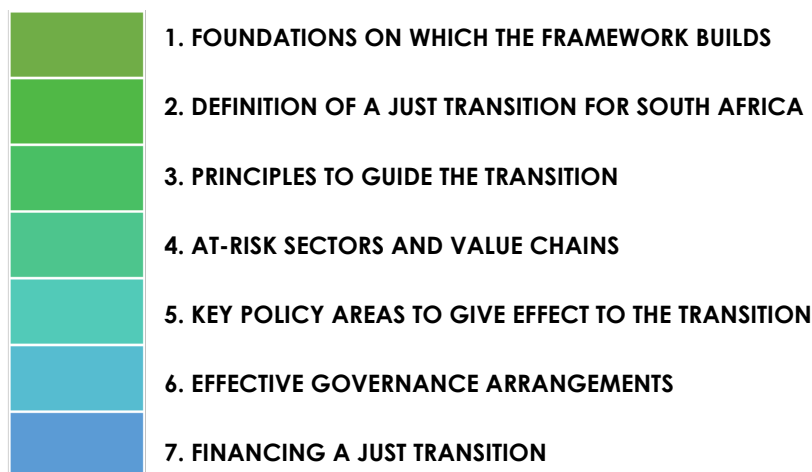 1. FOUNDATIONS ON WHICH THE FRAMEWORK BUILDS
2. DEFINITION OF A JUST TRANSITION FOR SOUTH AFRICA
3. PRINCIPLES TO GUIDE THE TRANSITION
4. AT-RISK SECTORS AND VALUE CHAINS
5. KEY POLICY AREAS TO GIVE EFFECT TO THE TRANSITION
6. EFFECTIVE GOVERNANCE ARRANGEMENTS
7. FINANCING A JUST TRANSITION